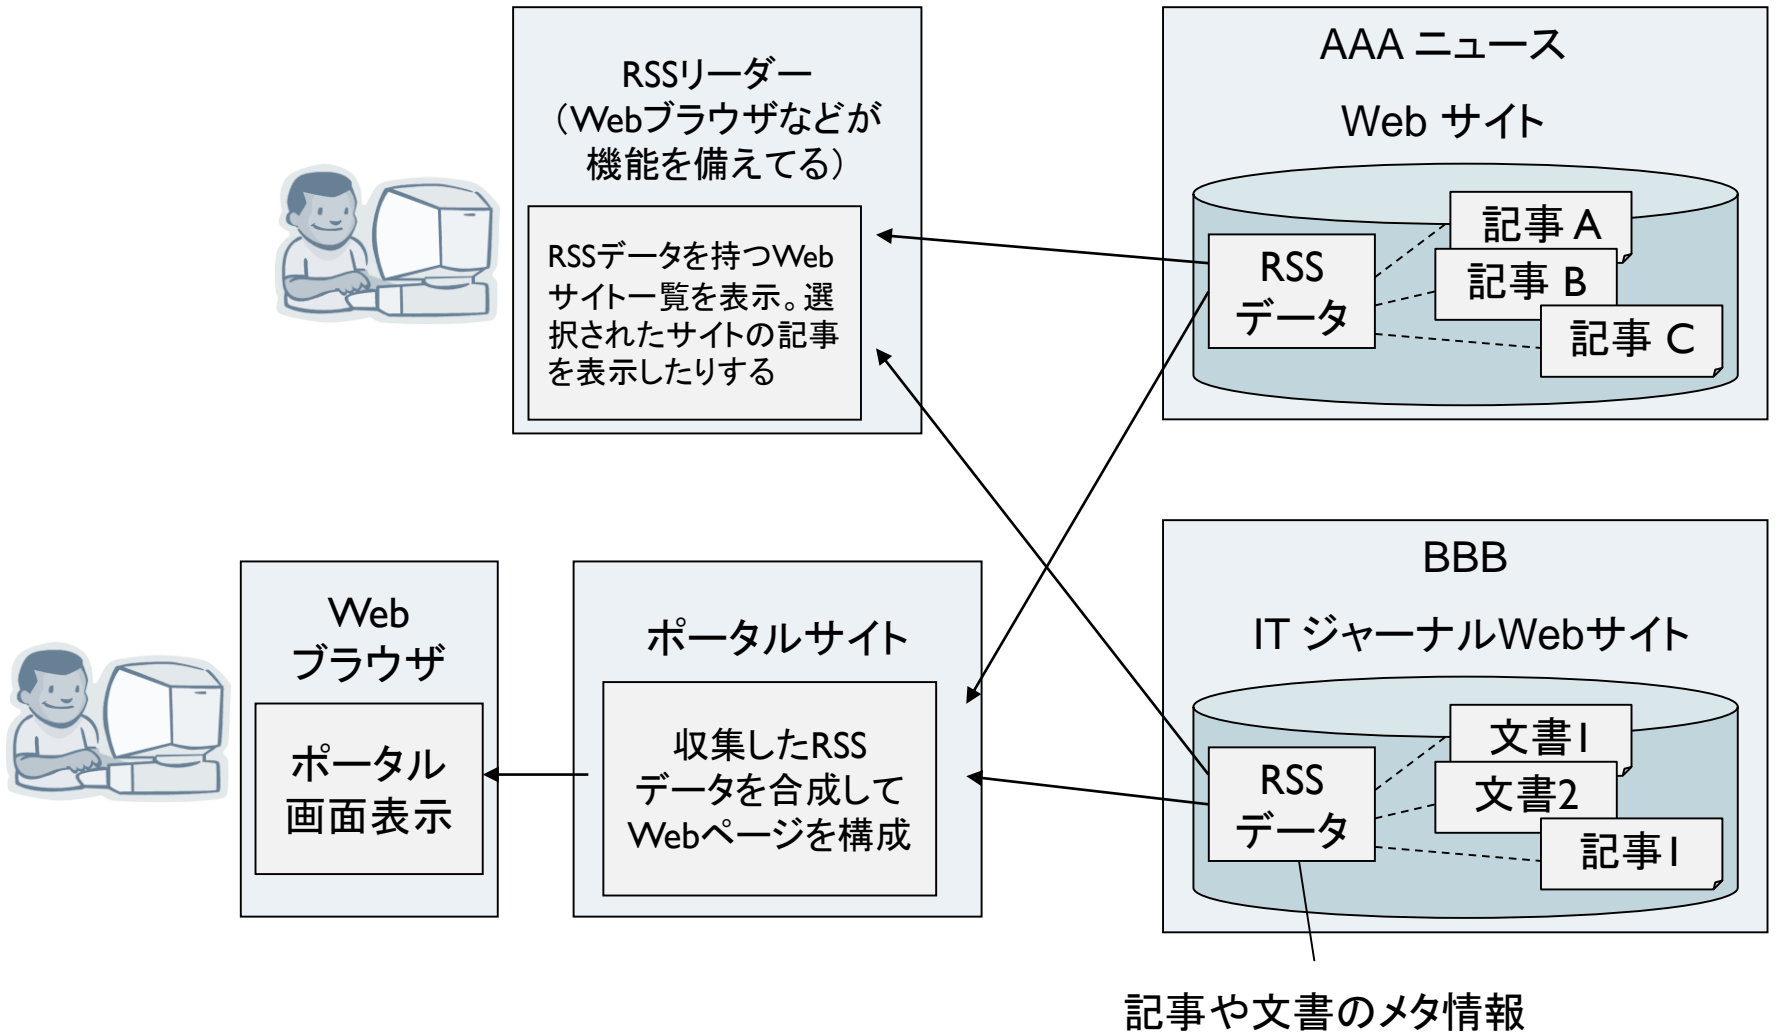 RSSリーダー
（Webブラウザなどが
機能を備えてる）
RSSデータを持つWeb
サイト一覧を表示。選
択されたサイトの記事
を表示したりする
AAA ニュース
Web サイト
RSS
データ
記事 A
記事 B
記事 C
Web
ブラウザ
ポータル
画面表示
ポータルサイト
収集したRSS
データを合成して
Webページを構成
BBB
IT ジャーナルWebサイト
RSS
データ
文書1
文書2
記事1
記事や文書のメタ情報